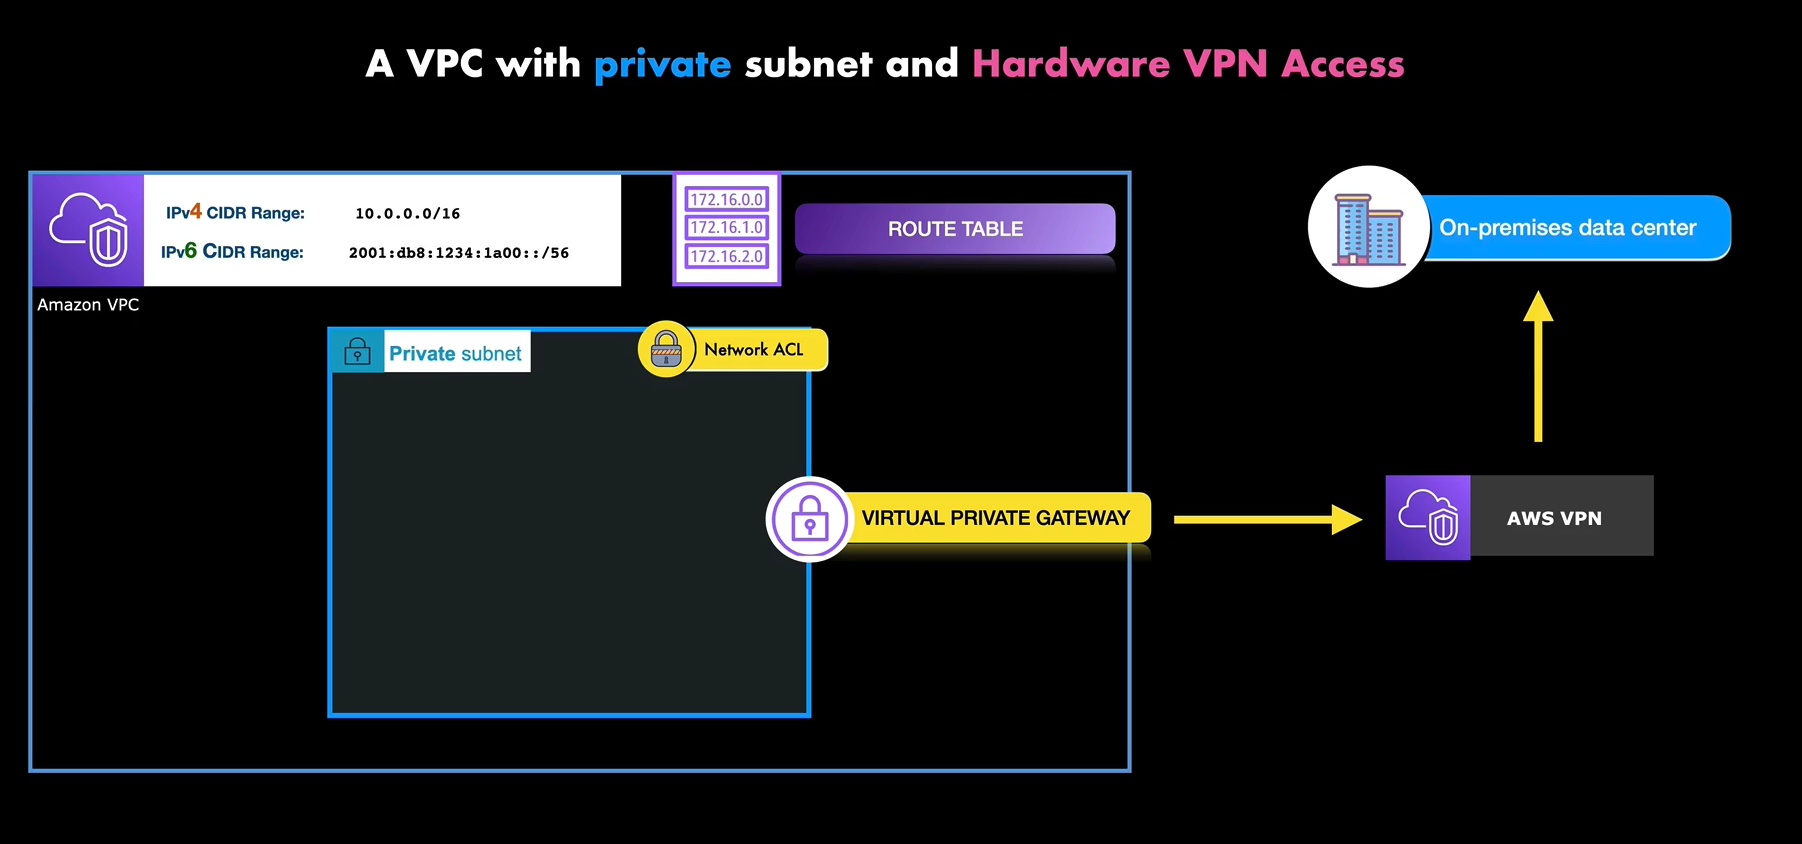 A VPC with private subnet and Hardware VPN Access
IPv4 CIDR Range: 10.0.0.0/16
IPv6 CIDR Range: 2001:db8:1234:1a00::/56
Amazon VPC
172.16.0.0
172.16.1.0
172.16.2.0
ROUTE TABLE
On-premises data center
Private subnet
Network ACL
VIRTUAL PRIVATE GATEWAY
AWS VPN